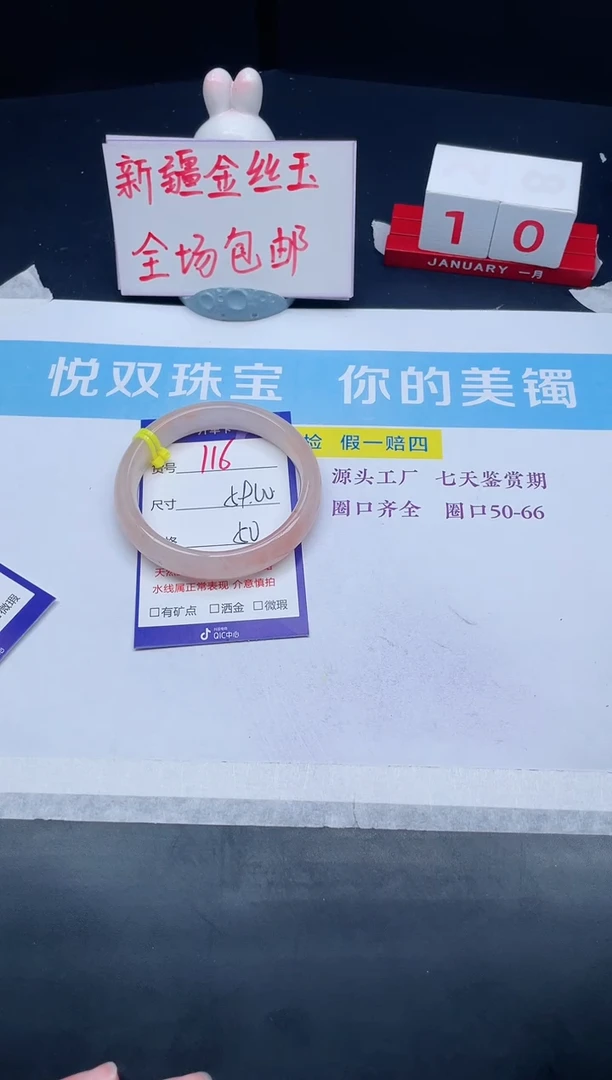 新疆金丝玉
全场包邮
1 0
JANUARY 一月
悦双珠宝 你的美镯
检 假一赔四
源头工厂 七天鉴赏期
圈口齐全 圈口50-66
货号 116
尺寸
50
水线属正常表现 介意慎拍
□有矿点 □洒金 □微瑕
QIC中心
微瑕